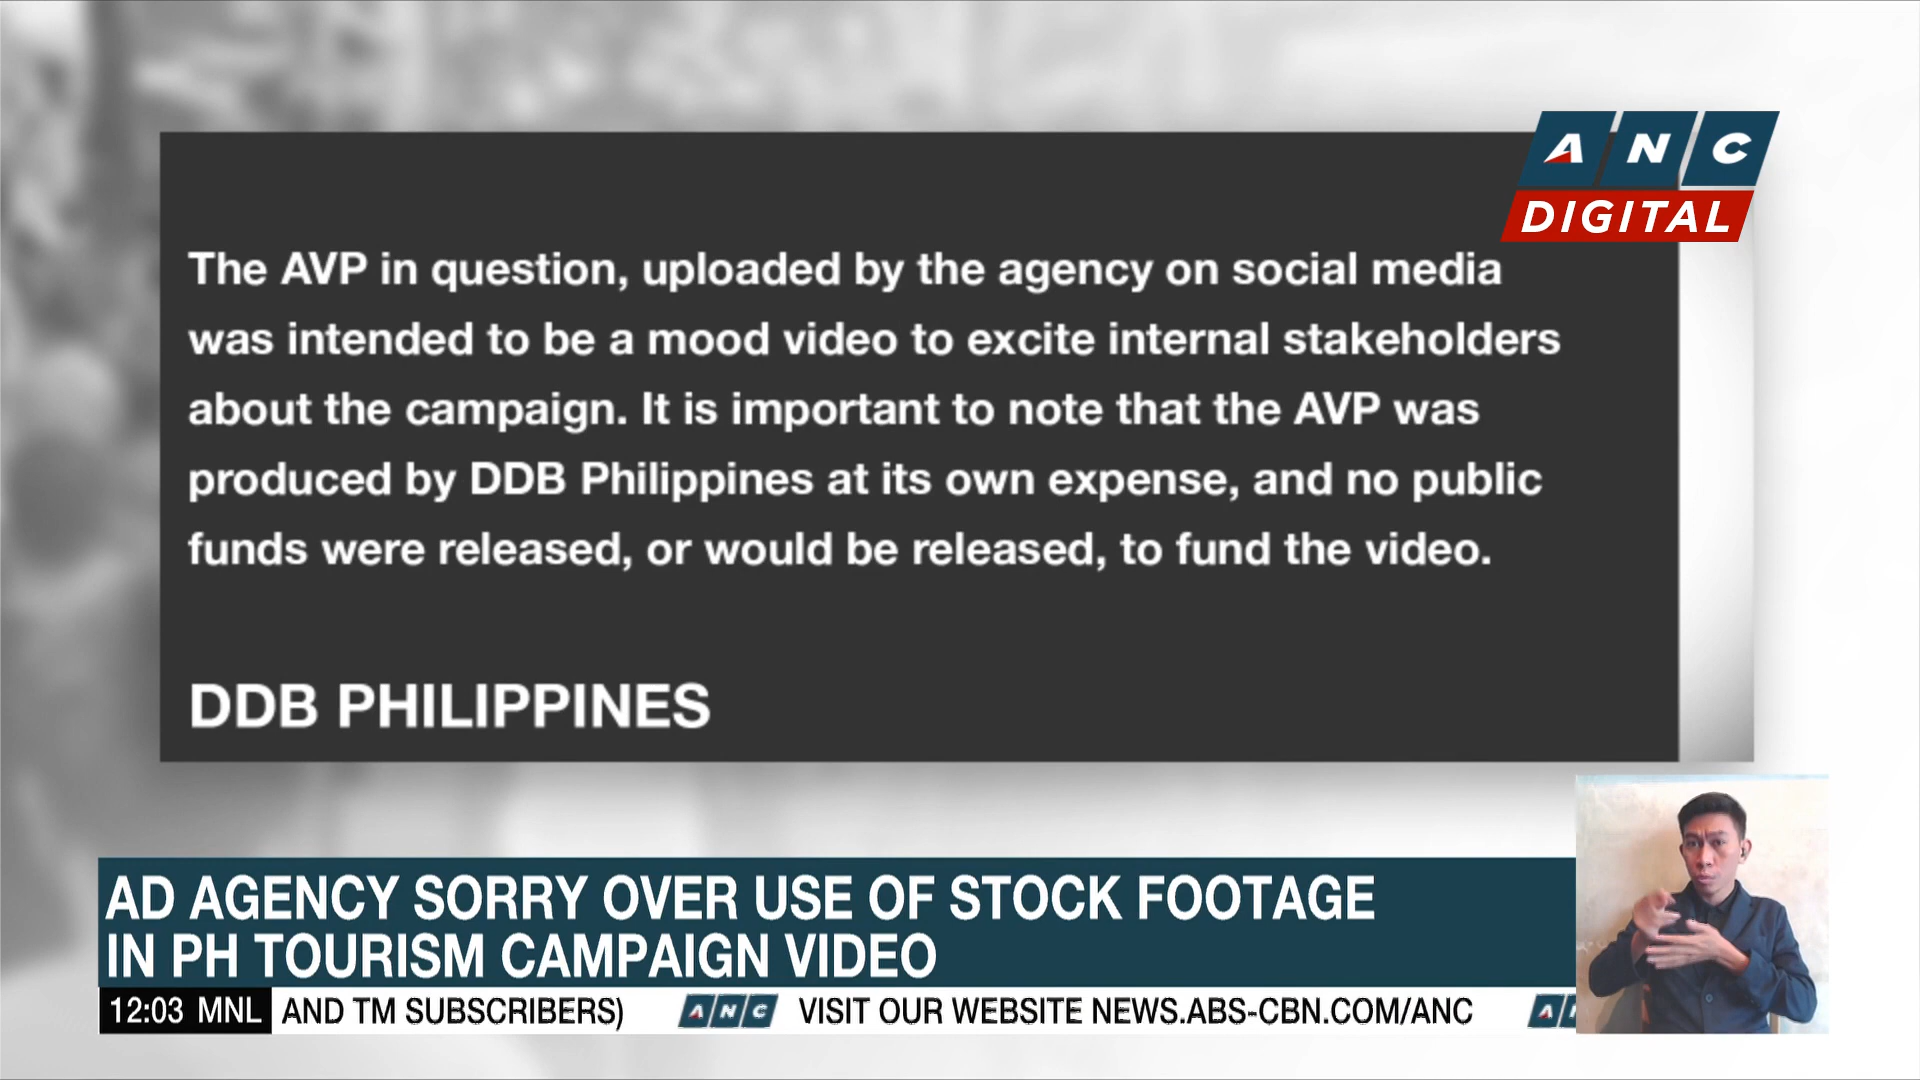 ANC
DIGITAL
The AVP in question, uploaded by the agency on social media
was intended to be a mood video to excite internal stakeholders
about the campaign. It is important to note that the AVP was
produced by DDB Philippines at its own expense, and no public
funds were released, or would be released, to fund the video.
DDB PHILIPPINES
AD AGENCY SORRY OVER USE OF STOCK FOOTAGE
IN PH TOURISM CAMPAIGN VIDEO
12:03 MNL AND TM SUBSCRIBERS) ANC VISIT OUR WEBSITE NEWS.ABS-CBN.COM/ANC